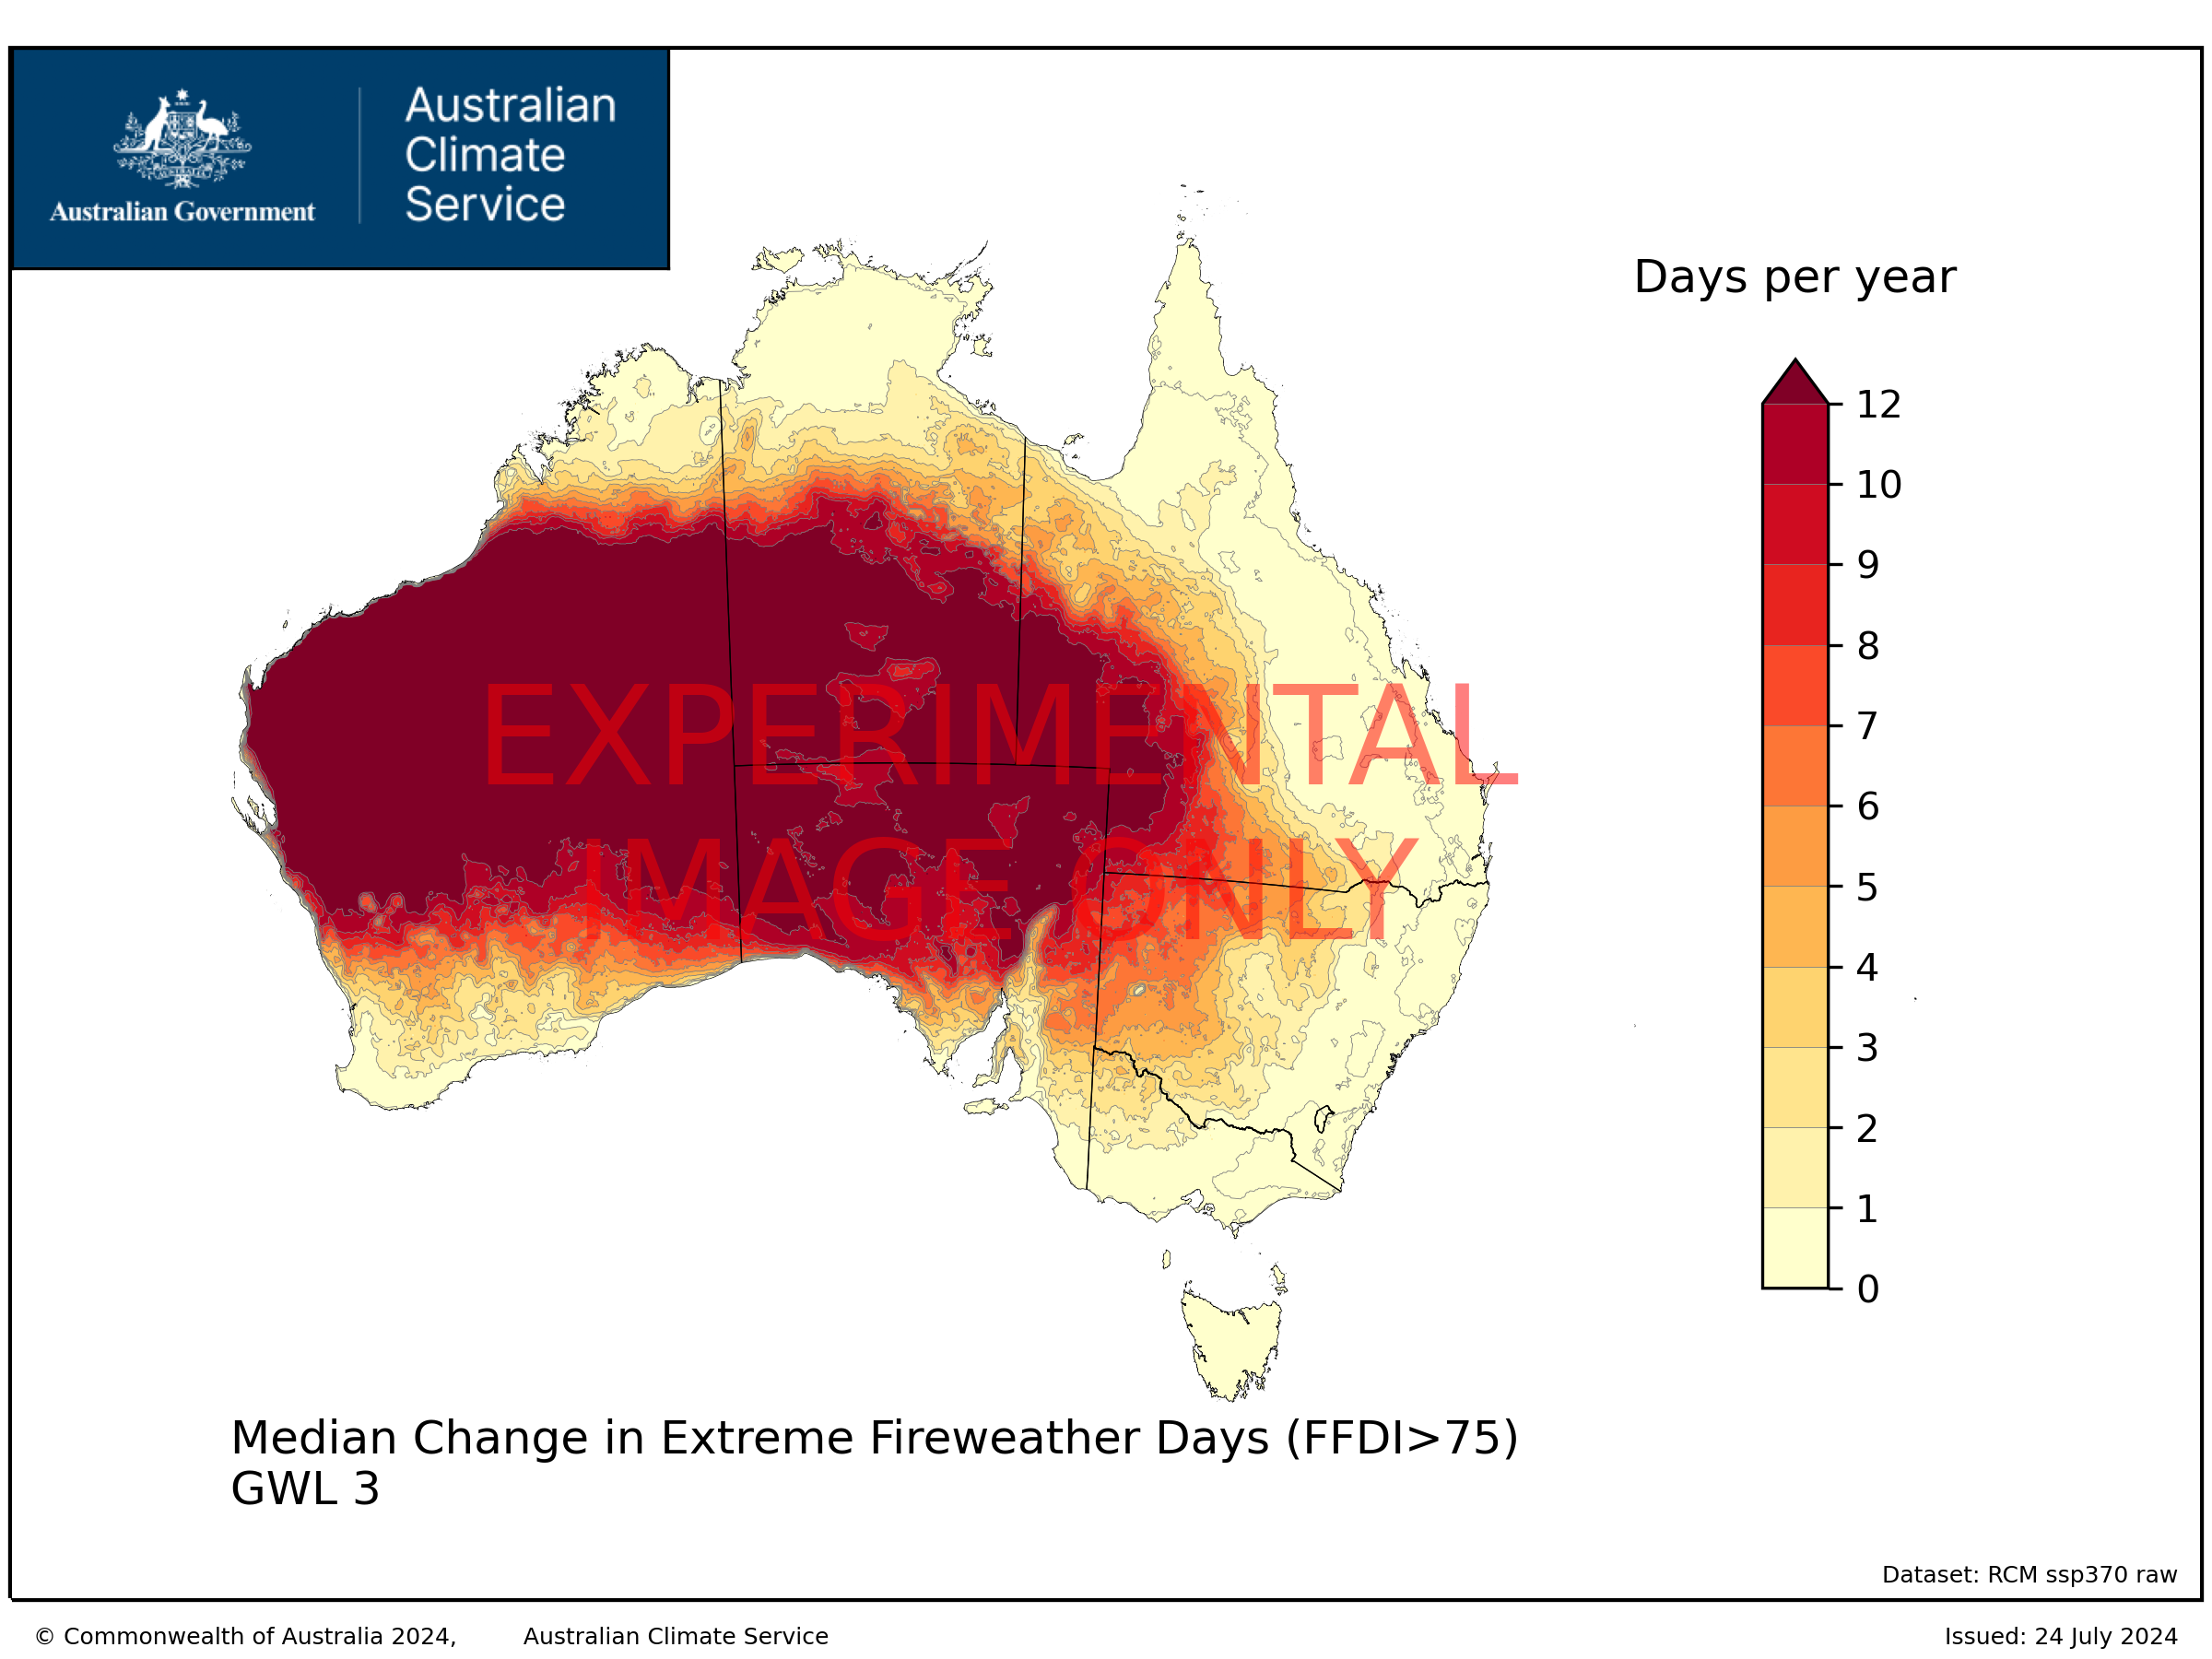 Australian Government
Australian
Climate
Service
Days per year
12
10
9
8
7
6
5
4
3
2
1
0
EXPERIMENTAL
IMAGE ONLY
Median Change in Extreme Fireweather Days (FFDI>75)
GWL 3
Dataset: RCM ssp370 raw
© Commonwealth of Australia 2024, Australian Climate Service
Issued: 24 July 2024